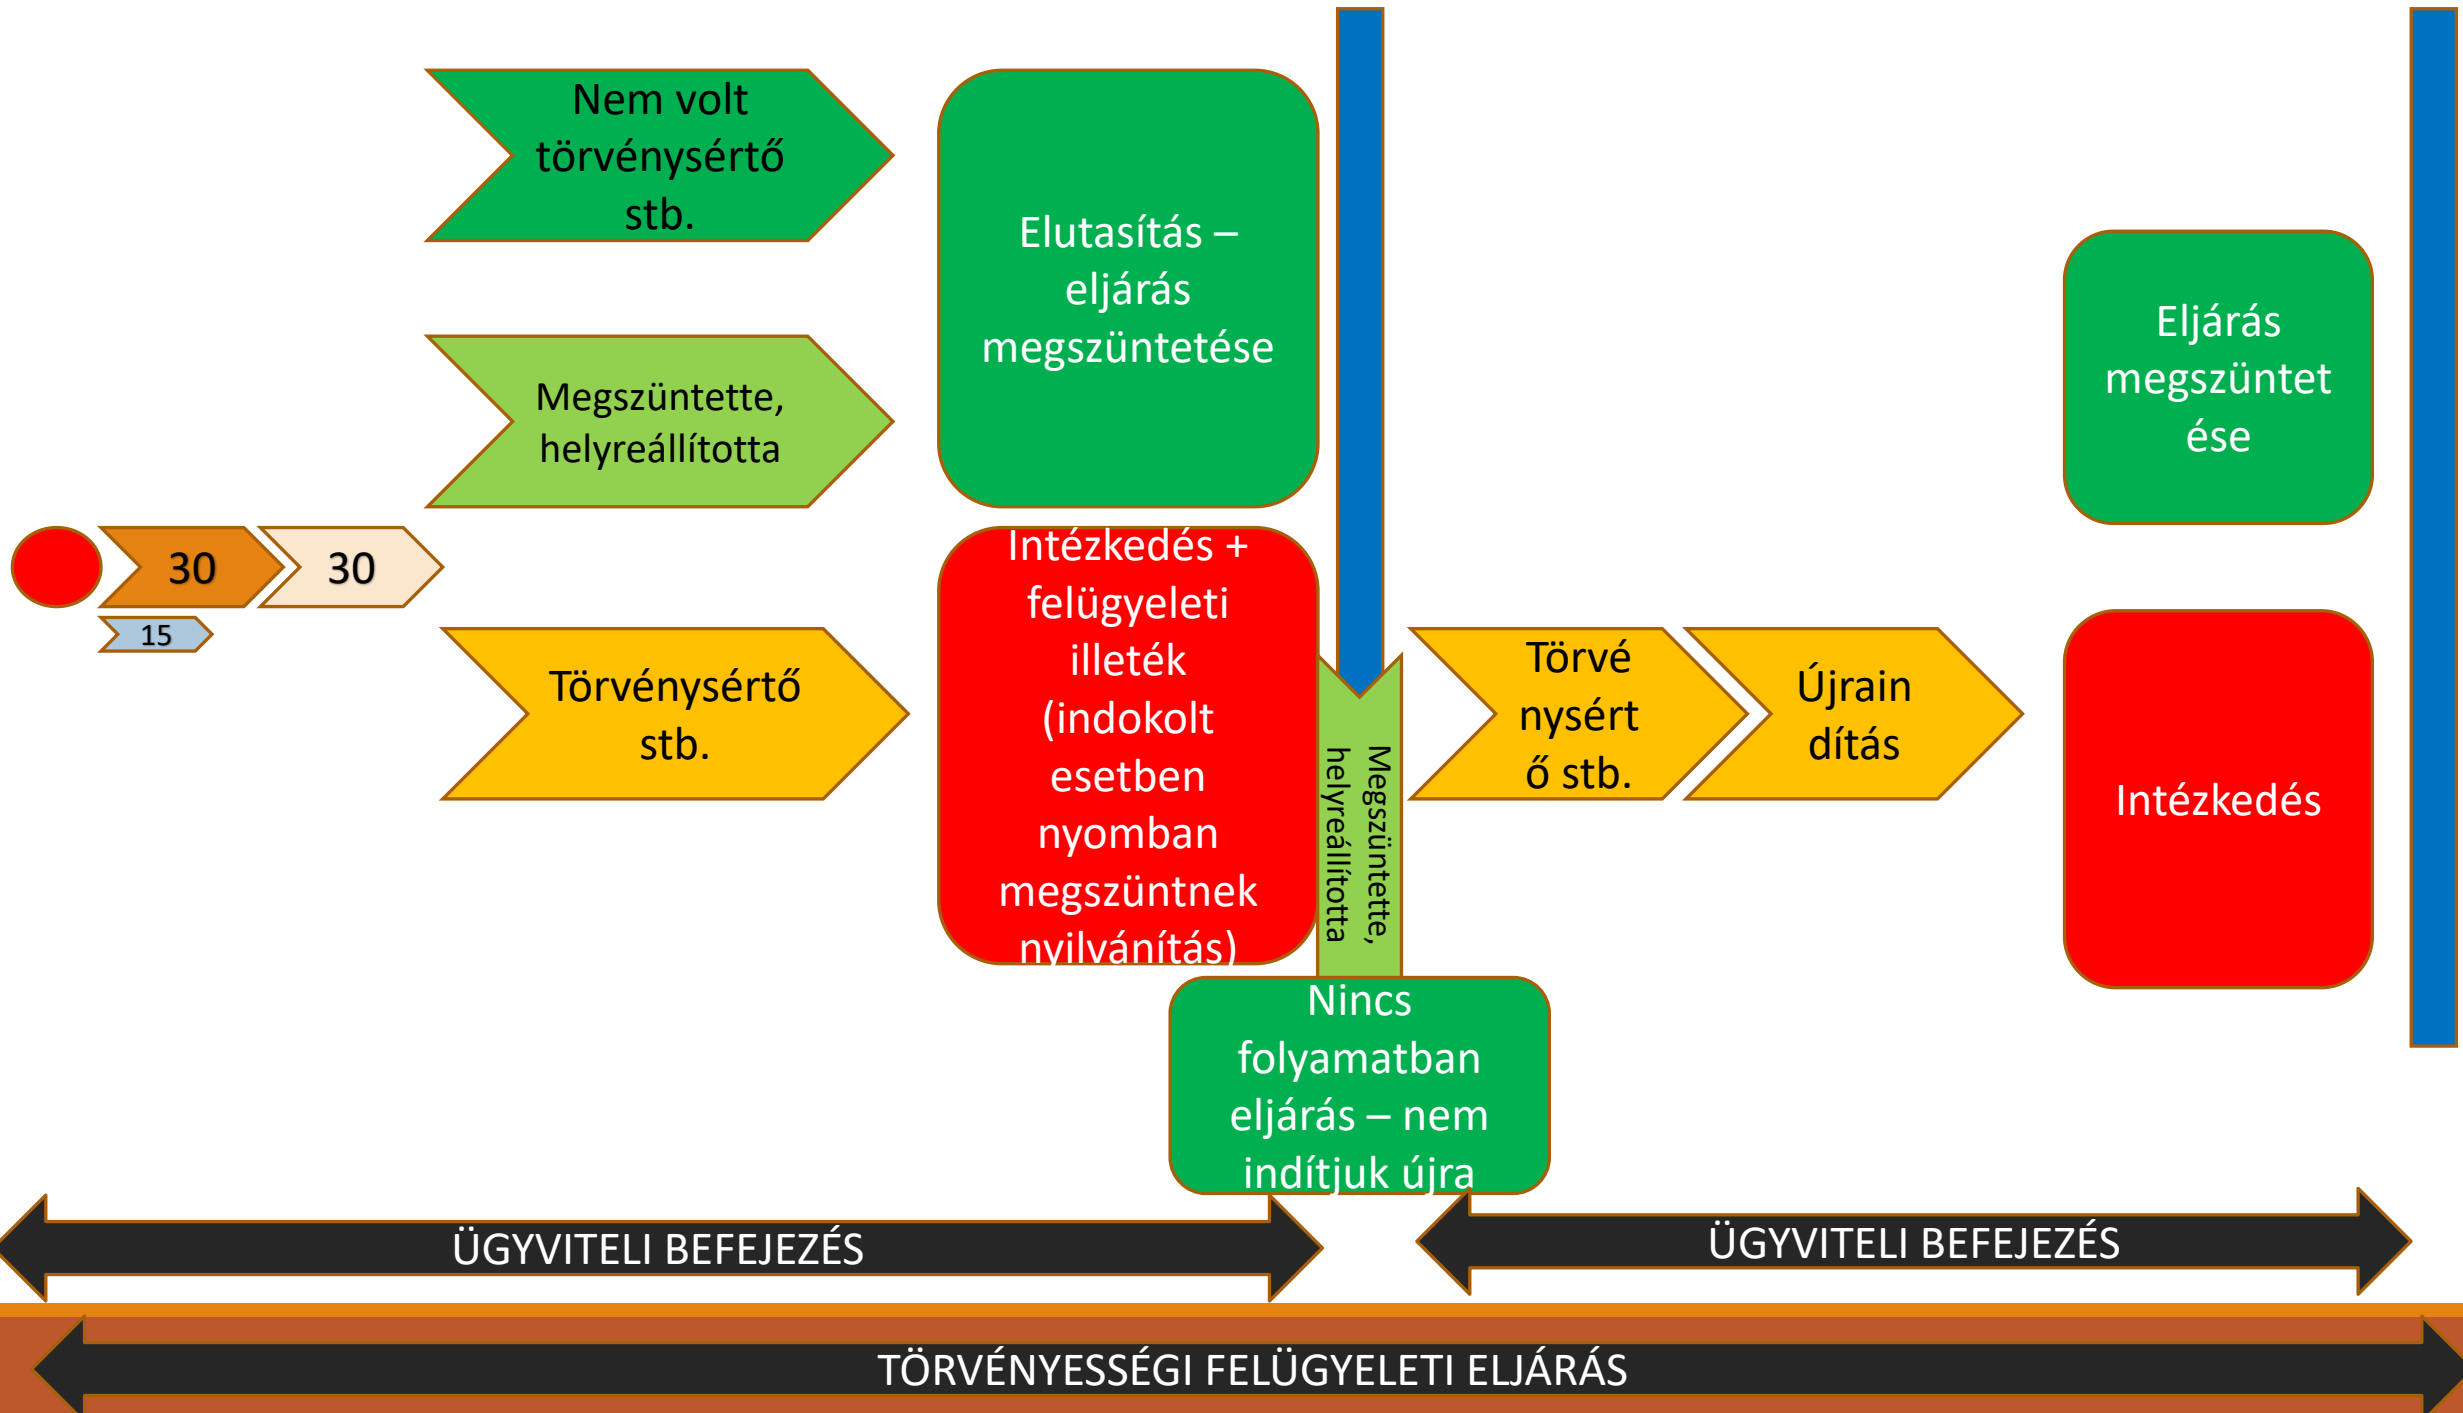 Nem volt
törvénysértő
stb.
Elutasítás –
eljárás
megszüntetése
Eljárás
megszüntet
ése
Megszüntette,
helyreállította
30
30
15
Törvénysértő
stb.
Intézkedés +
felügyeleti
illeték
(indokolt
esetben
nyomban
megszüntnek
nyilvánítás)
Megszüntette,
helyreállította
Törvé
nysért
ő stb.
Újrain
dítás
Intézkedés
Nincs
folyamatban
eljárás – nem
indítjuk újra
ÜGYVITELI BEFEJEZÉS
ÜGYVITELI BEFEJEZÉS
TÖRVÉNYESSÉGI FELÜGYELETI ELJÁRÁS